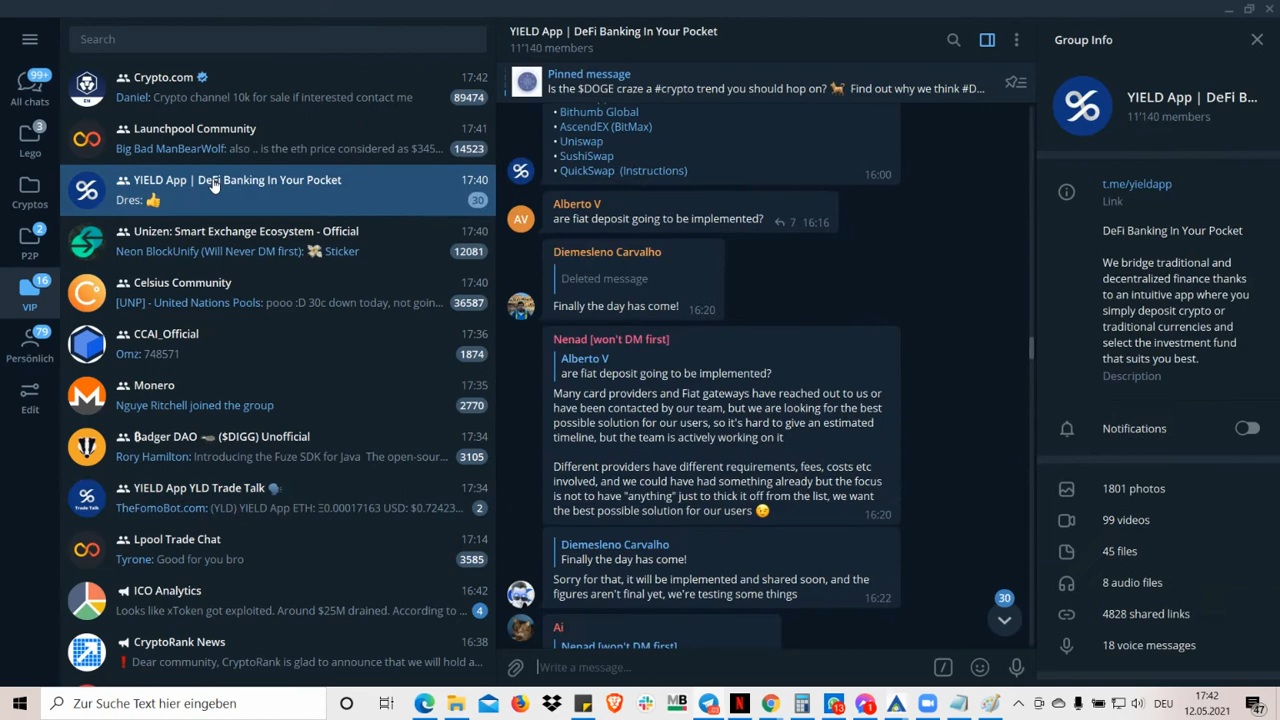 Search
YIELD App | DeFi Banking In Your Pocket
11'140 members
Group Info
99+
All chats
3
Lego
Cryptos
2
P2P
16
VIP
79
Persönlich
Edit
Crypto.com
17:42
EN
Daniel: Crypto channel 10k for sale if interested contact me
89474
Launchpool Community
17:41
Big Bad ManBearWolf: also .. is the eth price considered as $345...
14523
YIELD App | DeFi Banking In Your Pocket
17:40
Dres: 👍
30
Unizen: Smart Exchange Ecosystem - Official
17:40
Neon BlockUnify (Will Never DM first): 💸 Sticker
12081
Celsius Community
17:40
[UNP] - United Nations Pools: pooo :D 30c down today, not goin...
36587
CCAI_Official
17:36
Omz: 748571
1874
Monero
17:35
Nguye Ritchell joined the group
2770
₿adger DAO 🦡 ($DIGG) Unofficial
17:34
Rory Hamilton: Introducing the Fuze SDK for Java The open-sour...
3105
YIELD App YLD Trade Talk 🗣
17:34
Trade Talk
TheFomoBot.com: (YLD) YIELD App ETH: Ξ0.00017163 USD: $0.72423...
2
Lpool Trade Chat
17:14
Tyrone: Good for you bro
3585
ICO Analytics
16:42
Looks like xToken got exploited. Around $25M drained. According to ...
4
CryptoRank News
16:38
❗ Dear community, CryptoRank is glad to announce that we will hold a...
Pinned message
Is the $DOGE craze a #crypto trend you should hop on? 🐕 Find out why we think #D...
• Bithumb Global
• AscendEX (BitMax)
• Uniswap
• SushiSwap
• QuickSwap (Instructions)
16:00
AV
Alberto V
are fiat deposit going to be implemented?
7 16:16
Diemesleno Carvalho
Deleted message
Finally the day has come!
16:20
Nenad [won't DM first]
Alberto V
are fiat deposit going to be implemented?
Many card providers and Fiat gateways have reached out to us or
have been contacted by our team, but we are looking for the best
possible solution for our users, so it's hard to give an estimated
timeline, but the team is actively working on it
Different providers have different requirements, fees, costs etc
involved, and we could have had something already but the focus
is not to have "anything" just to thick it off from the list, we want
the best possible solution for our users 😉
16:20
Diemesleno Carvalho
Finally the day has come!
Sorry for that, it will be implemented and shared soon, and the
figures aren't final yet, we're testing some things
16:22
Ai
Nenad [won't DM first]
30
Write a message...
YIELD App | DeFi B...
11'140 members
t.me/yieldapp
Link
DeFi Banking In Your Pocket
We bridge traditional and
decentralized finance thanks
to an intuitive app where you
simply deposit crypto or
traditional currencies and
select the investment fund
that suits you best.
Description
Notifications
1801 photos
99 videos
45 files
8 audio files
4828 shared links
18 voice messages
Zur Suche Text hier eingeben
MB
N
13
1
DEU
17:42
12.05.2021
47